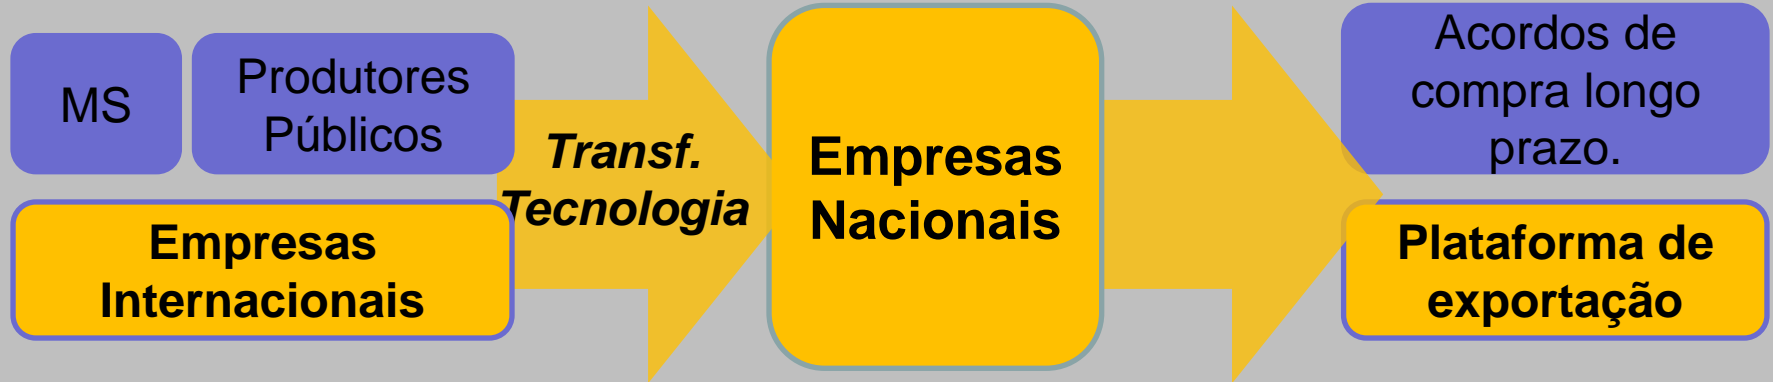 MS
Produtores
Públicos
Empresas
Internacionais
Transf.
Tecnologia
Empresas
Nacionais
Acordos de
compra longo
prazo.
Plataforma de
exportação